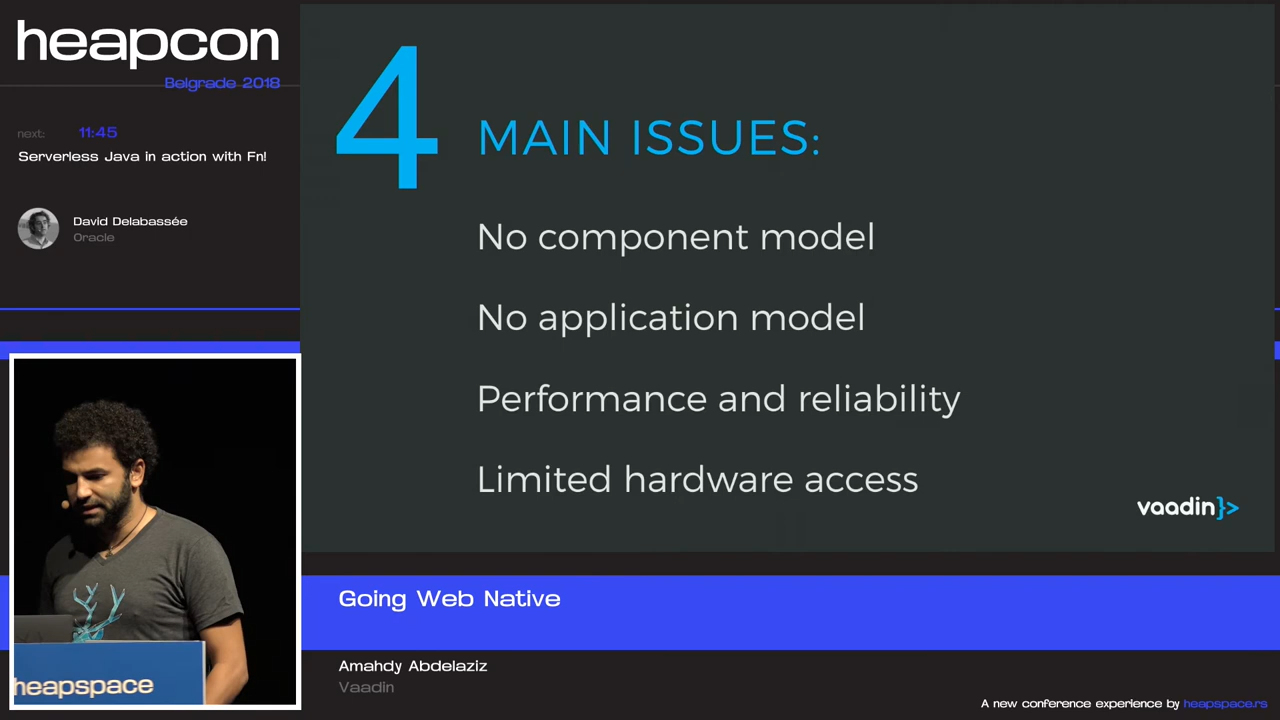 heapcon
Belgrade 2018
next: 11:45
Serverless Java in action with Fn!
David Delabassée
Oracle
4 MAIN ISSUES:
No component model
No application model
Performance and reliability
Limited hardware access
vaadin}>
heapspace
Going Web Native
Amahdy Abdelaziz
Vaadin
A new conference experience by heapspace.rs